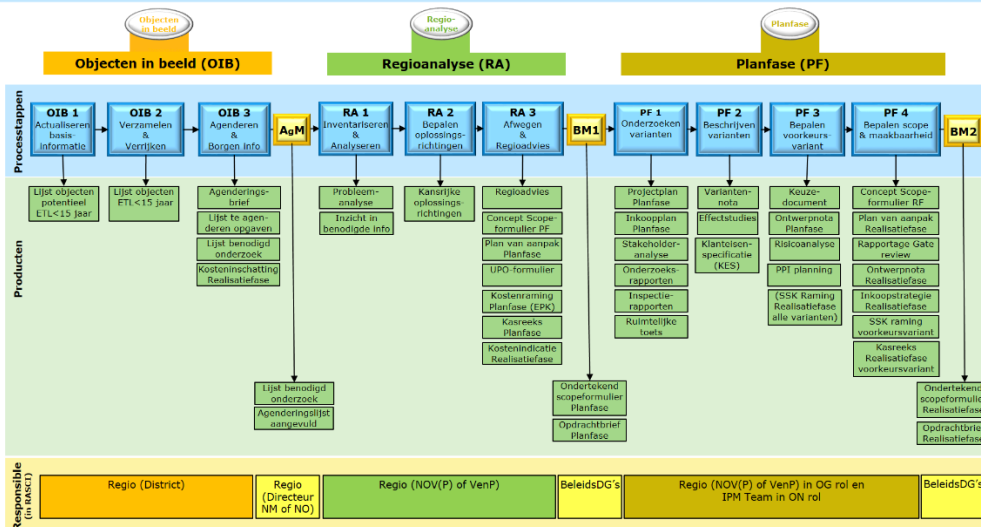 Objecten
in beeld
Regio-
analyse
Planfase
Objecten in beeld (OIB)
Regioanalyse (RA)
Planfase (PF)
Processtappen
OIB 1
Actualiseren
basis-
informatie
OIB 2
Verzamelen
&
Verrijken
OIB 3
Agenderen
&
Borgen info
AgM
RA 1
Inventariseren
&
Analyseren
RA 2
Bepalen
oplossings-
richtingen
RA 3
Afwegen
&
Regioadvies
BM1
PF 1
Onderzoeken
varianten
PF 2
Beschrijven
varianten
PF 3
Bepalen
voorkeurs-
variant
PF 4
Bepalen scope
& maakbaarheid
BM2
Producten
Lijst objecten
potentieel
ETL<15 jaar
Lijst objecten
ETL<15 jaar
Agenderings-
brief
Lijst te agen-
deren opgaven
Lijst benodigd
onderzoek
Kosteninschatting
Realisatiefase
Lijst benodigd
onderzoek
Agenderingslijst
aangevuld
Probleem-
analyse
Inzicht in
benodigde info
Kansrijke
oplossings-
richtingen
Regioadvies
Concept Scope-
formulier PF
Plan van aanpak
Planfase
UPO-formulier
Kostenraming
Planfase (EPK)
Kasreeks
Planfase
Kostenindicatie
Realisatiefase
Ondertekend
scopeformulier
Planfase
Opdrachtbrief
Planfase
Projectplan
Planfase
Inkoopplan
Planfase
Stakeholder-
analyse
Onderzoeks-
rapporten
Inspectie-
rapporten
Ruimtelijke
toets
Varianten-
nota
Effectstudies
Klanteisen-
specificatie
(KES)
Keuze-
document
Ontwerpnota
Planfase
Risicoanalyse
PPI planning
(SSK Raming
Realisatiefase
alle varianten)
Concept Scope-
formulier RF
Plan van aanpak
Realisatiefase
Rapportage Gate
review
Ontwerpnota
Realisatiefase
Inkoopstrategie
Realisatiefase
SSK raming
voorkeursvariant
Kasreeks
Realisatiefase
voorkeursvariant
Ondertekend
scopeformulier
Realisatiefase
Opdrachtbrief
Realisatiefase
Responsible
(in RASCI)
Regio (District)
Regio
(Directeur
NM of NO)
Regio (NOV(P) of VenP)
BeleidsDG's
Regio (NOV(P) of VenP) in OG rol en
IPM Team in ON rol
BeleidsDG's